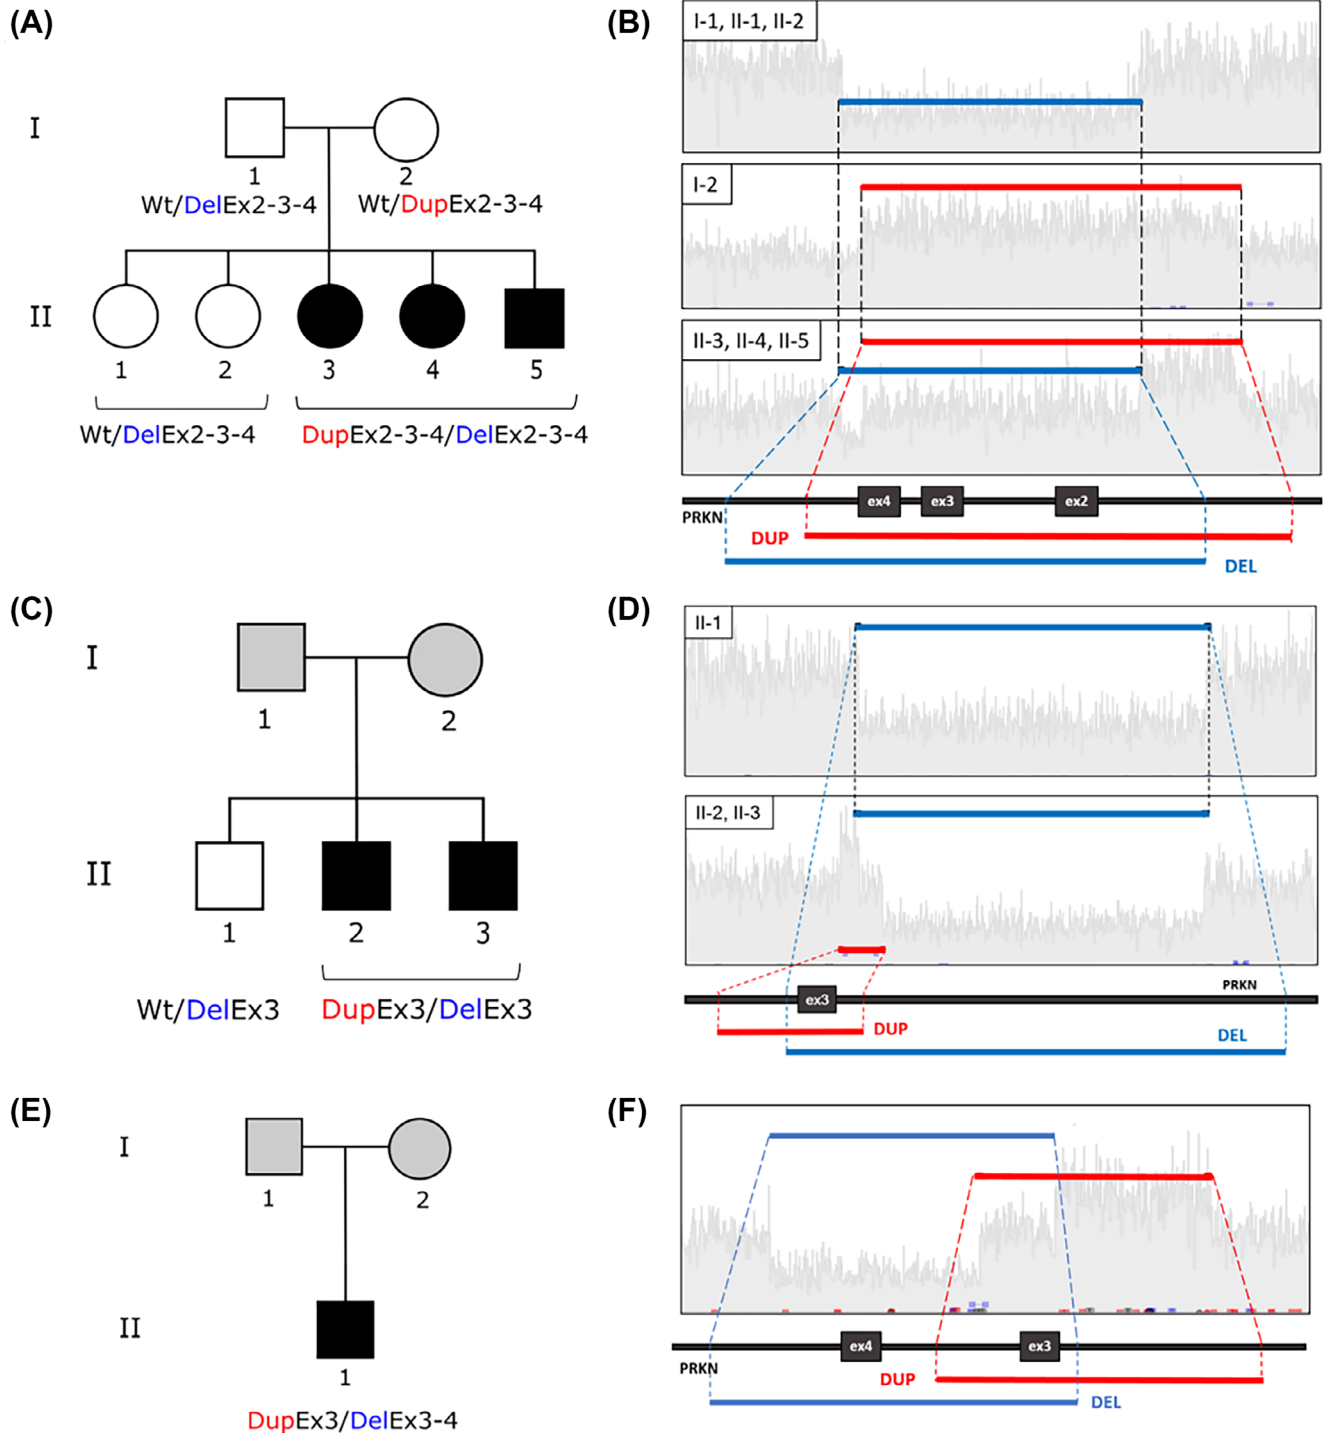 (A)
I
1
2
Wt/DelEx2-3-4
Wt/DupEx2-3-4
II
1
2
3
4
5
Wt/DelEx2-3-4
DupEx2-3-4/DelEx2-3-4
(B)
I-1, II-1, II-2
I-2
II-3, II-4, II-5
ex4
ex3
ex2
PRKN
DUP
DEL
(C)
I
1
2
II
1
2
3
Wt/DelEx3
DupEx3/DelEx3
(D)
II-1
II-2, II-3
PRKN
ex3
DUP
DEL
(E)
I
1
2
II
1
DupEx3/DelEx3-4
(F)
ex4
ex3
PRKN
DUP
DEL